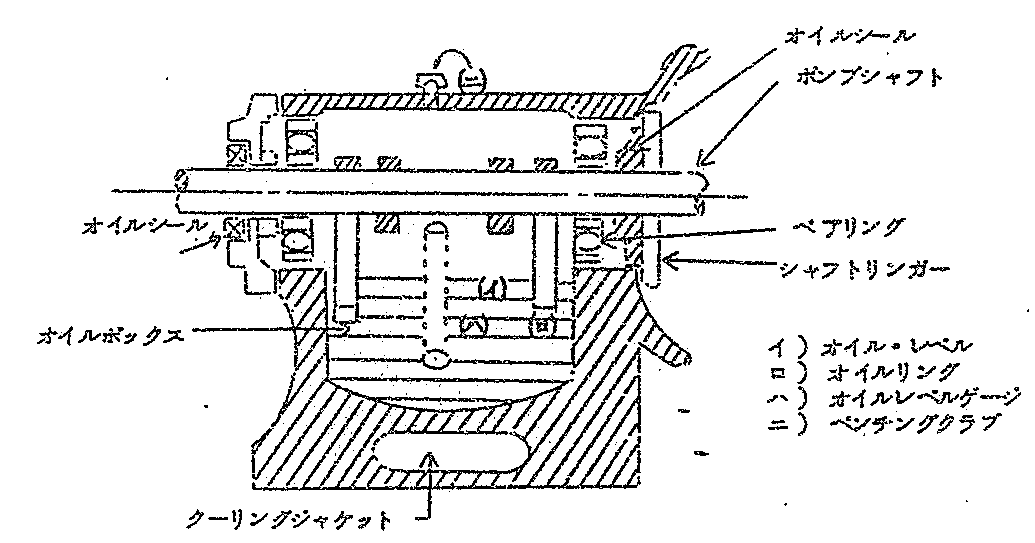 オイルシール
ポンプシャフト
(ニ)
オイルシール
ベアリング
シャフトリンガー
(イ)
オイルボックス
(ハ)
(ロ)
イ）オイル・レベル
ロ）オイルリング
ハ）オイルレベルゲージ
ニ）ベンチングクラブ
クーリングジャケット